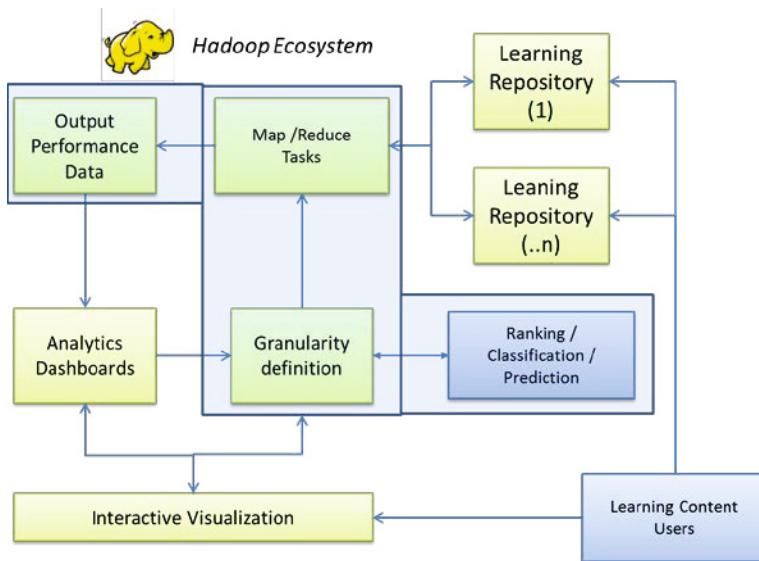 Hadoop Ecosystem
Learning
Repository
(1)
Output
Performance
Data
Map /Reduce
Tasks
Leaning
Repository
(..n)
Analytics
Dashboards
Granularity
definition
Ranking /
Classification /
Prediction
Interactive Visualization
Learning Content
Users